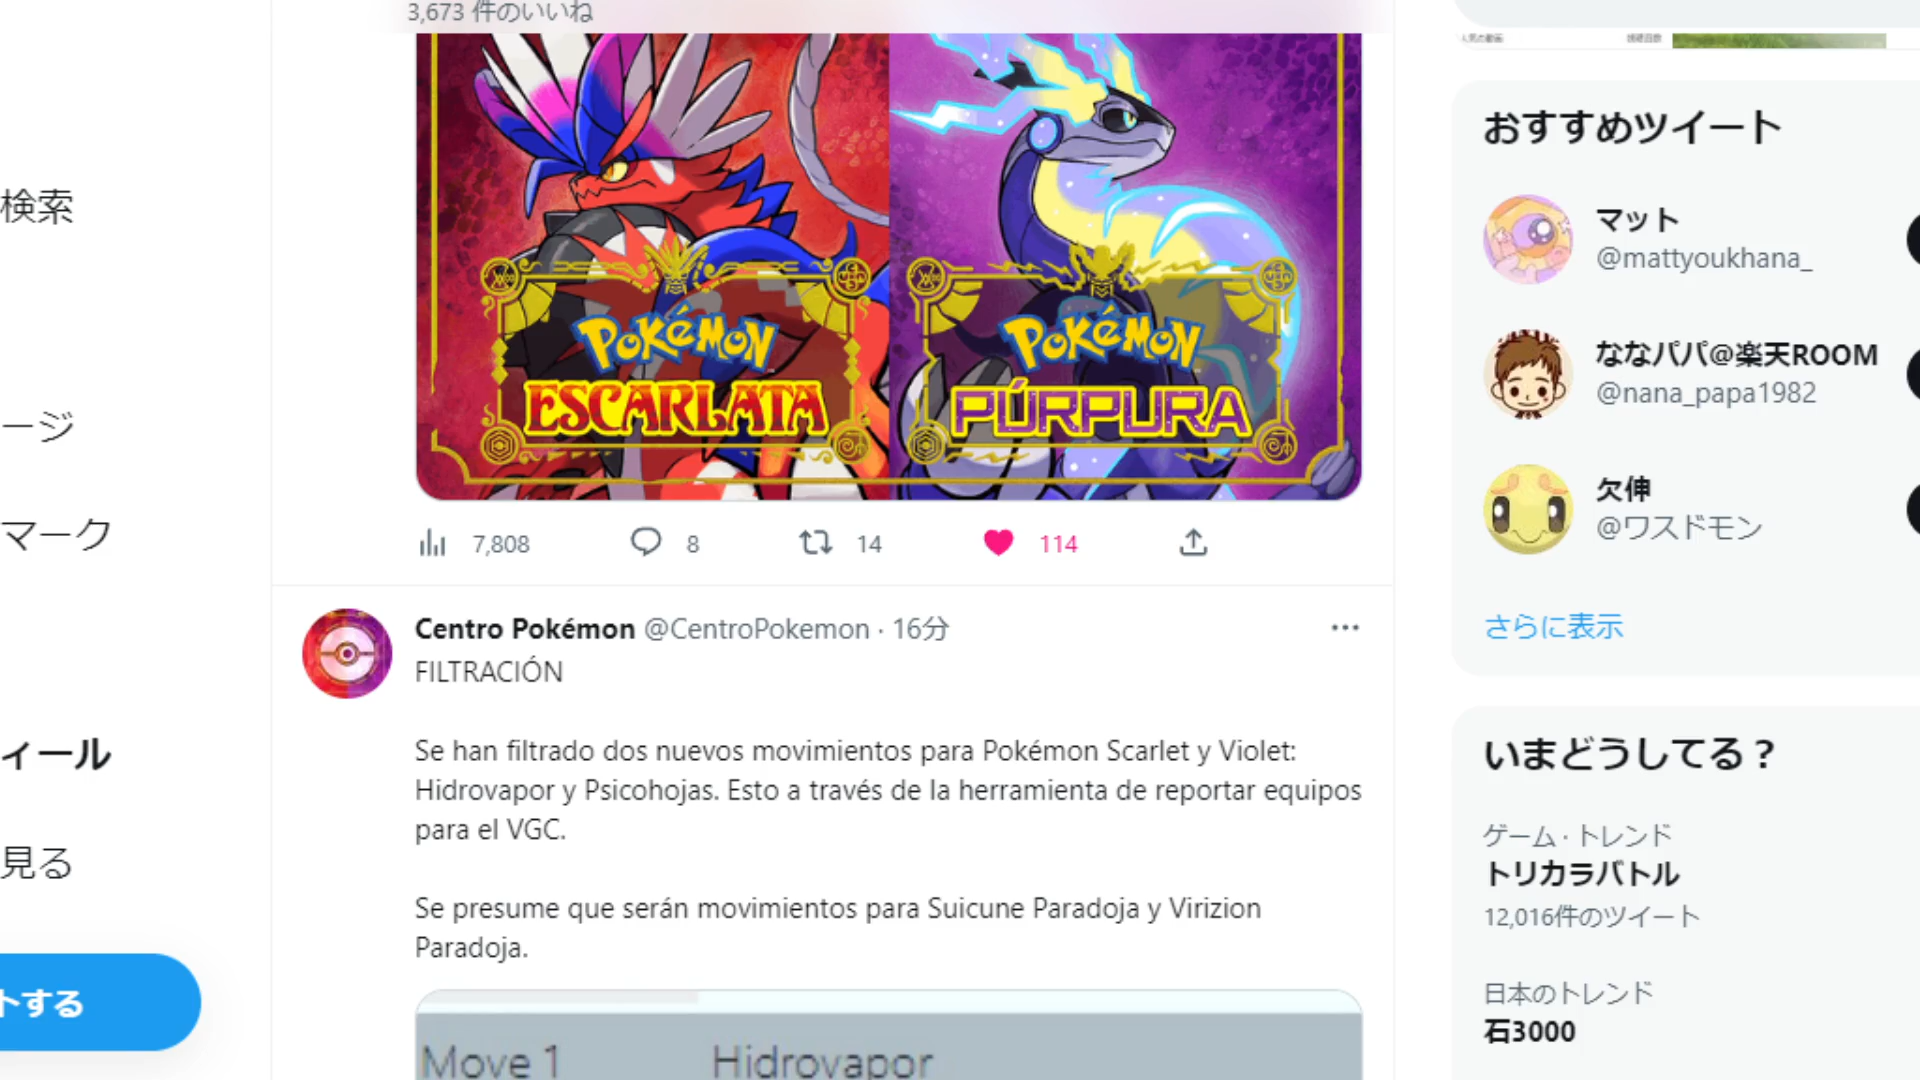 3,673 件のいいね
検索
ージ
マーク
ィール
見る
トする
POKéMON
ESCARLATA
POKéMON
PÚRPURA
7,808
8
14
114
Centro Pokémon @CentroPokemon · 16分
FILTRACIÓN
Se han filtrado dos nuevos movimientos para Pokémon Scarlet y Violet:
Hidrovapor y Psicohojas. Esto a través de la herramienta de reportar equipos
para el VGC.
Se presume que serán movimientos para Suicune Paradoja y Virizion
Paradoja.
Move 1 Hidrovapor
おすすめツイート
マット
@mattyoukhana_
ななパパ@楽天ROOM
@nana_papa1982
欠伸
@ワスドモン
さらに表示
いまどうしてる？
ゲーム · トレンド
トリカラバトル
12,016件のツイート
日本のトレンド
石3000